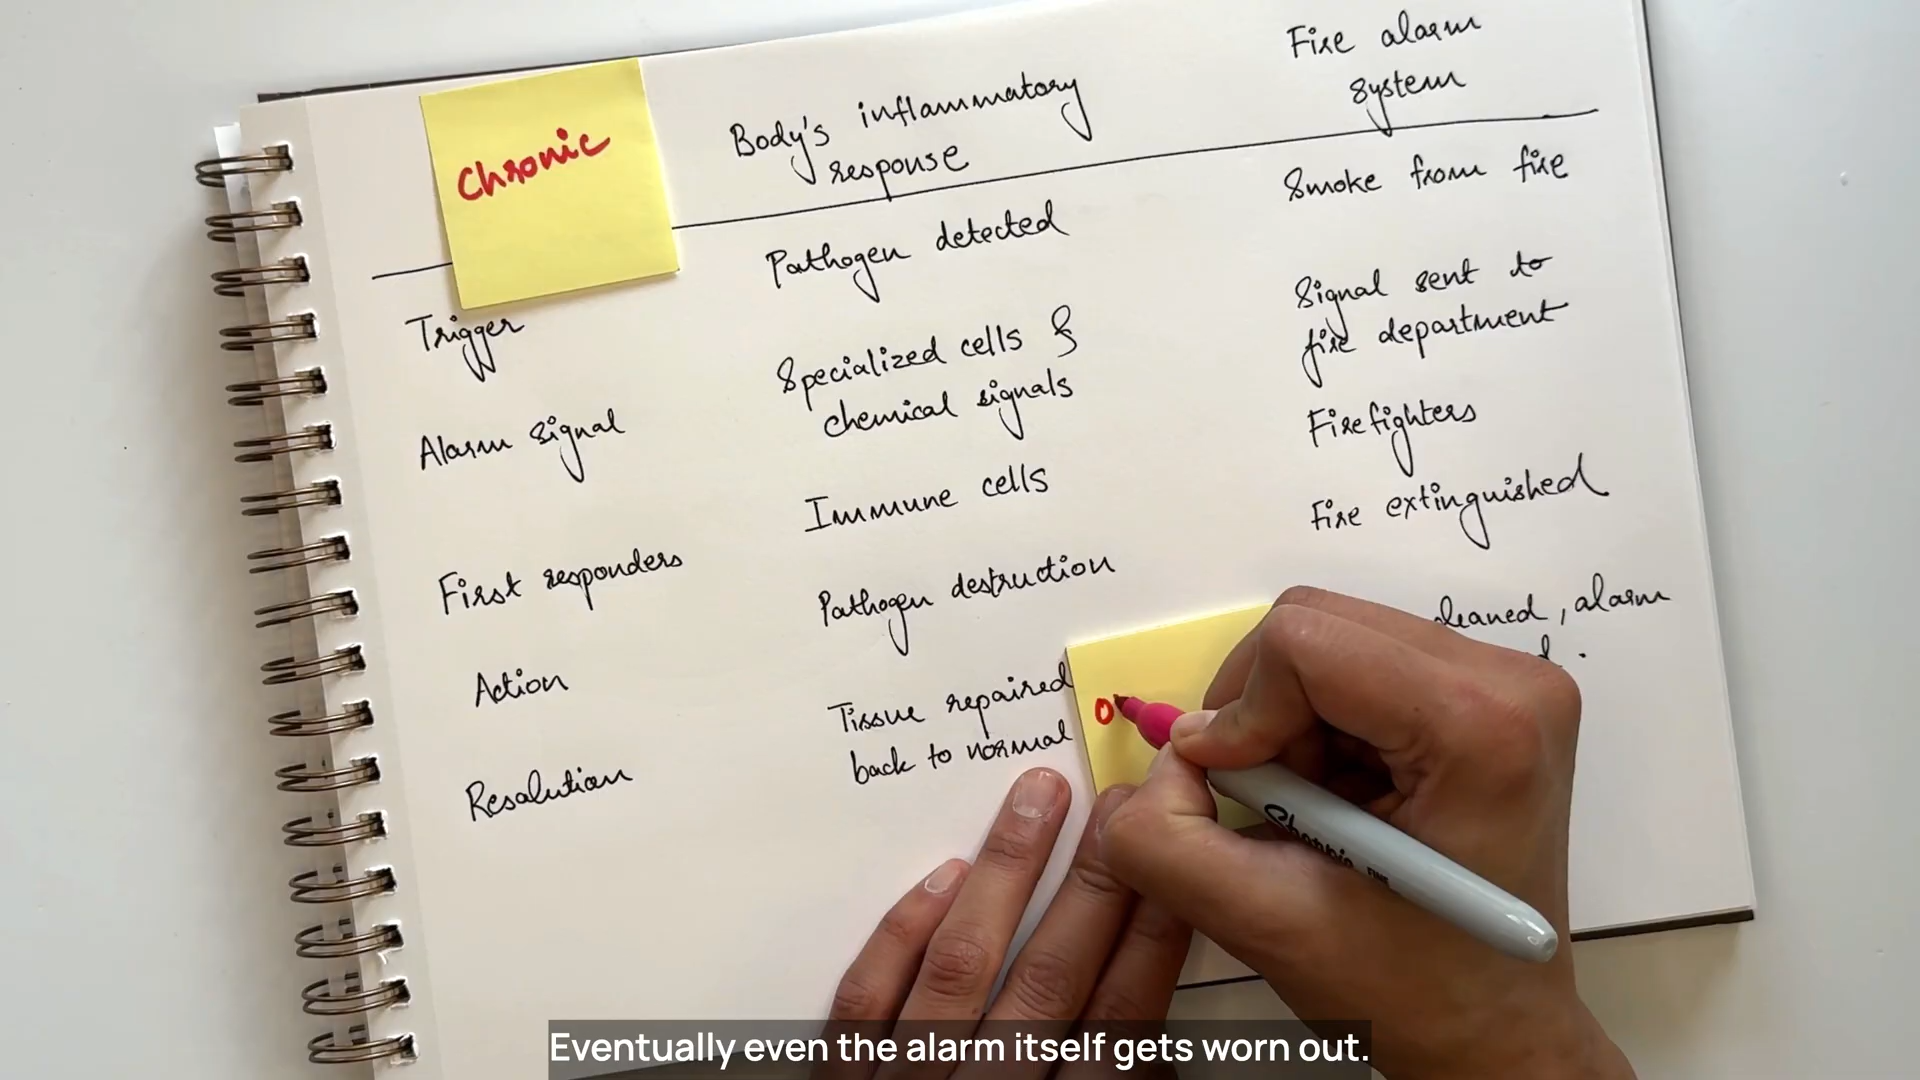 Chronic
Body's inflammatory
response
Fire alarm
system
Trigger
Pathogen detected
Smoke from fire
Alarm signal
Specialized cells &
chemical signals
Signal sent to
fire department
First responders
Immune cells
Firefighters
Action
Pathogen destruction
Fire extinguished
Resolution
Tissue repaired
back to normal
cleaned, alarm
O
Sharpie FINE
Eventually even the alarm itself gets worn out.